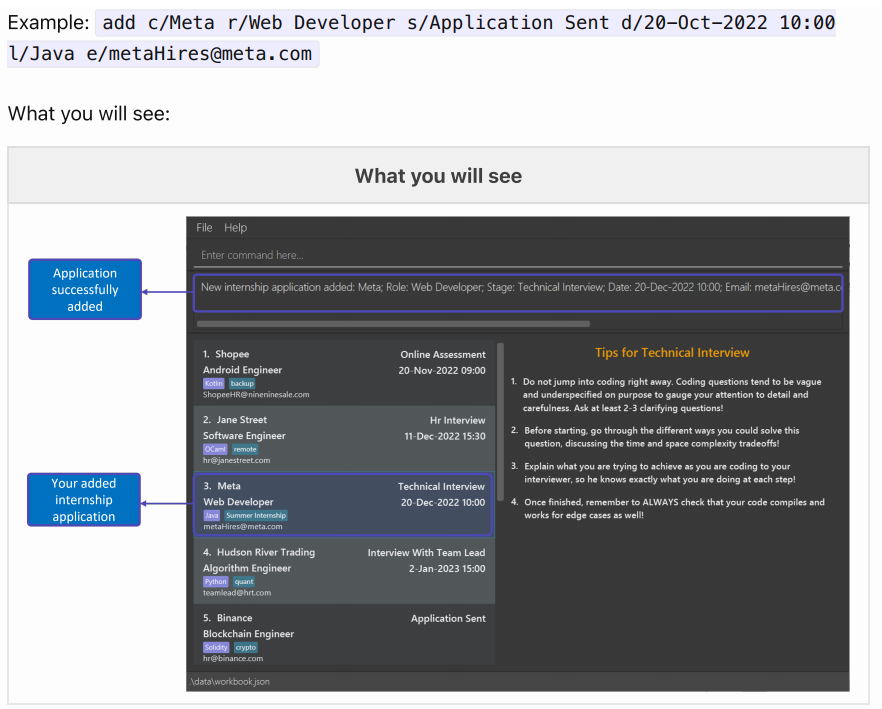 Example: add c/Meta r/Web Developer s/Application Sent d/20-Oct-2022 10:00
l/Java e/metaHires@meta.com
What you will see:
What you will see
File Help
Enter command here...
Application
successfully
added
New internship application added: Meta; Role: Web Developer; Stage: Technical Interview; Date: 20-Dec-2022 10:00; Email: metaHires@meta.c
1. Shopee Online Assessment
Android Engineer 20-Nov-2022 09:00
Kotlin backup
ShopeeHR@nineninesale.com
2. Jane Street Hr Interview
Software Engineer 11-Dec-2022 15:30
OCaml remote
hr@janestreet.com
Your added
internship
application
3. Meta Technical Interview
Web Developer 20-Dec-2022 10:00
Java Summer Internship
metaHires@meta.com
4. Hudson River Trading Interview With Team Lead
Algorithm Engineer 2-Jan-2023 15:00
Python quant
teamlead@hrt.com
5. Binance Application Sent
Blockchain Engineer
Solidity crypto
hr@binance.com
Tips for Technical Interview
1. Do not jump into coding right away. Coding questions tend to be vague
and underspecified on purpose to gauge your attention to detail and
carefulness. Ask at least 2-3 clarifying questions!
2. Before starting, go through the different ways you could solve this
question, discussing the time and space complexity tradeoffs!
3. Explain what you are trying to achieve as you are coding to your
interviewer, so he knows exactly what you are doing at each step!
4. Once finished, remember to ALWAYS check that your code compiles and
works for edge cases as well!
.\data\workbook.json